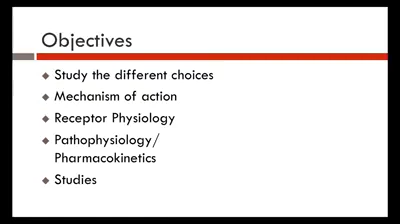 Objectives
Study the different choices
Mechanism of action
Receptor Physiology
Pathophysiology/
Pharmacokinetics
Studies